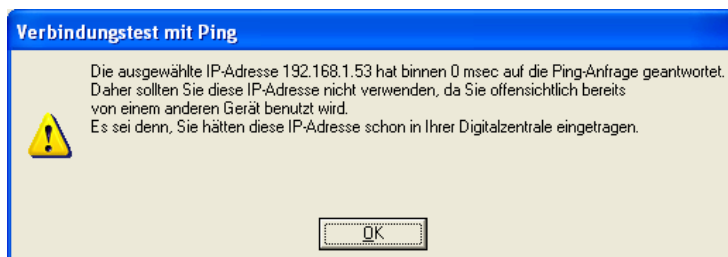 Verbindungstest mit Ping
Die ausgewählte IP-Adresse 192.168.1.53 hat binnen 0 msec auf die Ping-Anfrage geantwortet.
Daher sollten Sie diese IP-Adresse nicht verwenden, da Sie offensichtlich bereits
von einem anderen Gerät benutzt wird.
Es sei denn, Sie hätten diese IP-Adresse schon in Ihrer Digitalzentrale eingetragen.
OK